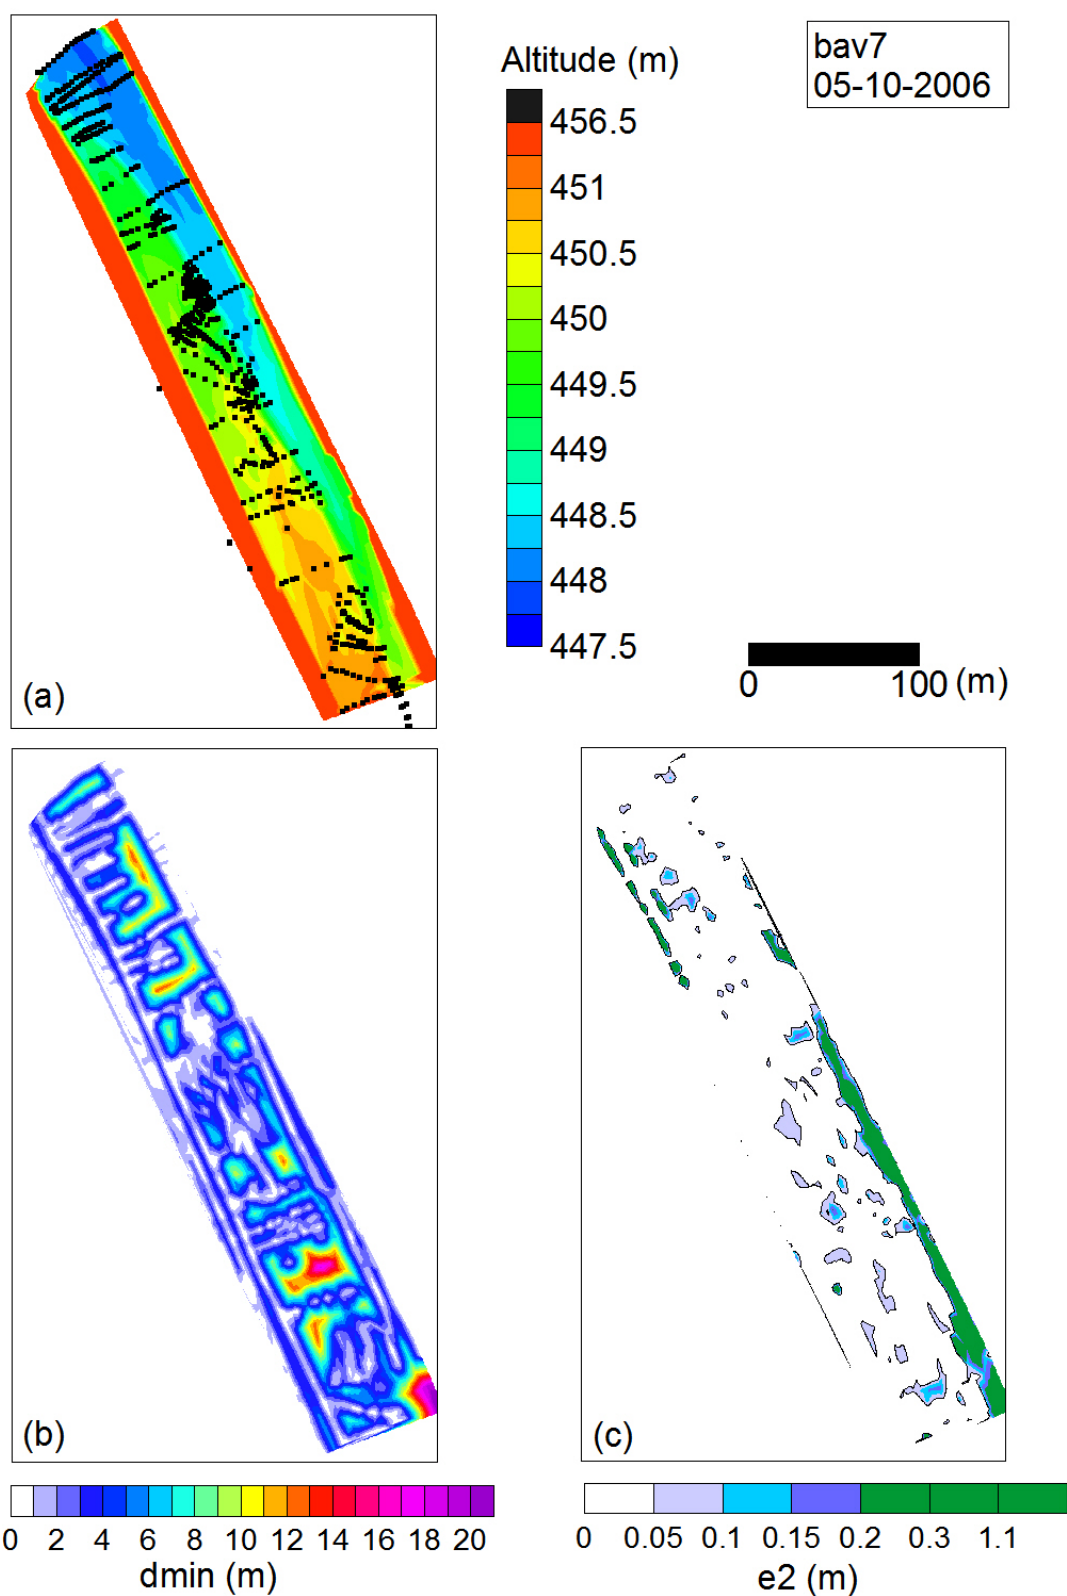 Altitude (m)
bav7
05-10-2006
456.5
451
450.5
450
449.5
449
448.5
448
447.5
0 100 (m)
(a)
(b)
(c)
0 2 4 6 8 10 12 14 16 18 20
dmin (m)
0 0.05 0.1 0.15 0.2 0.3 1.1
e2 (m)